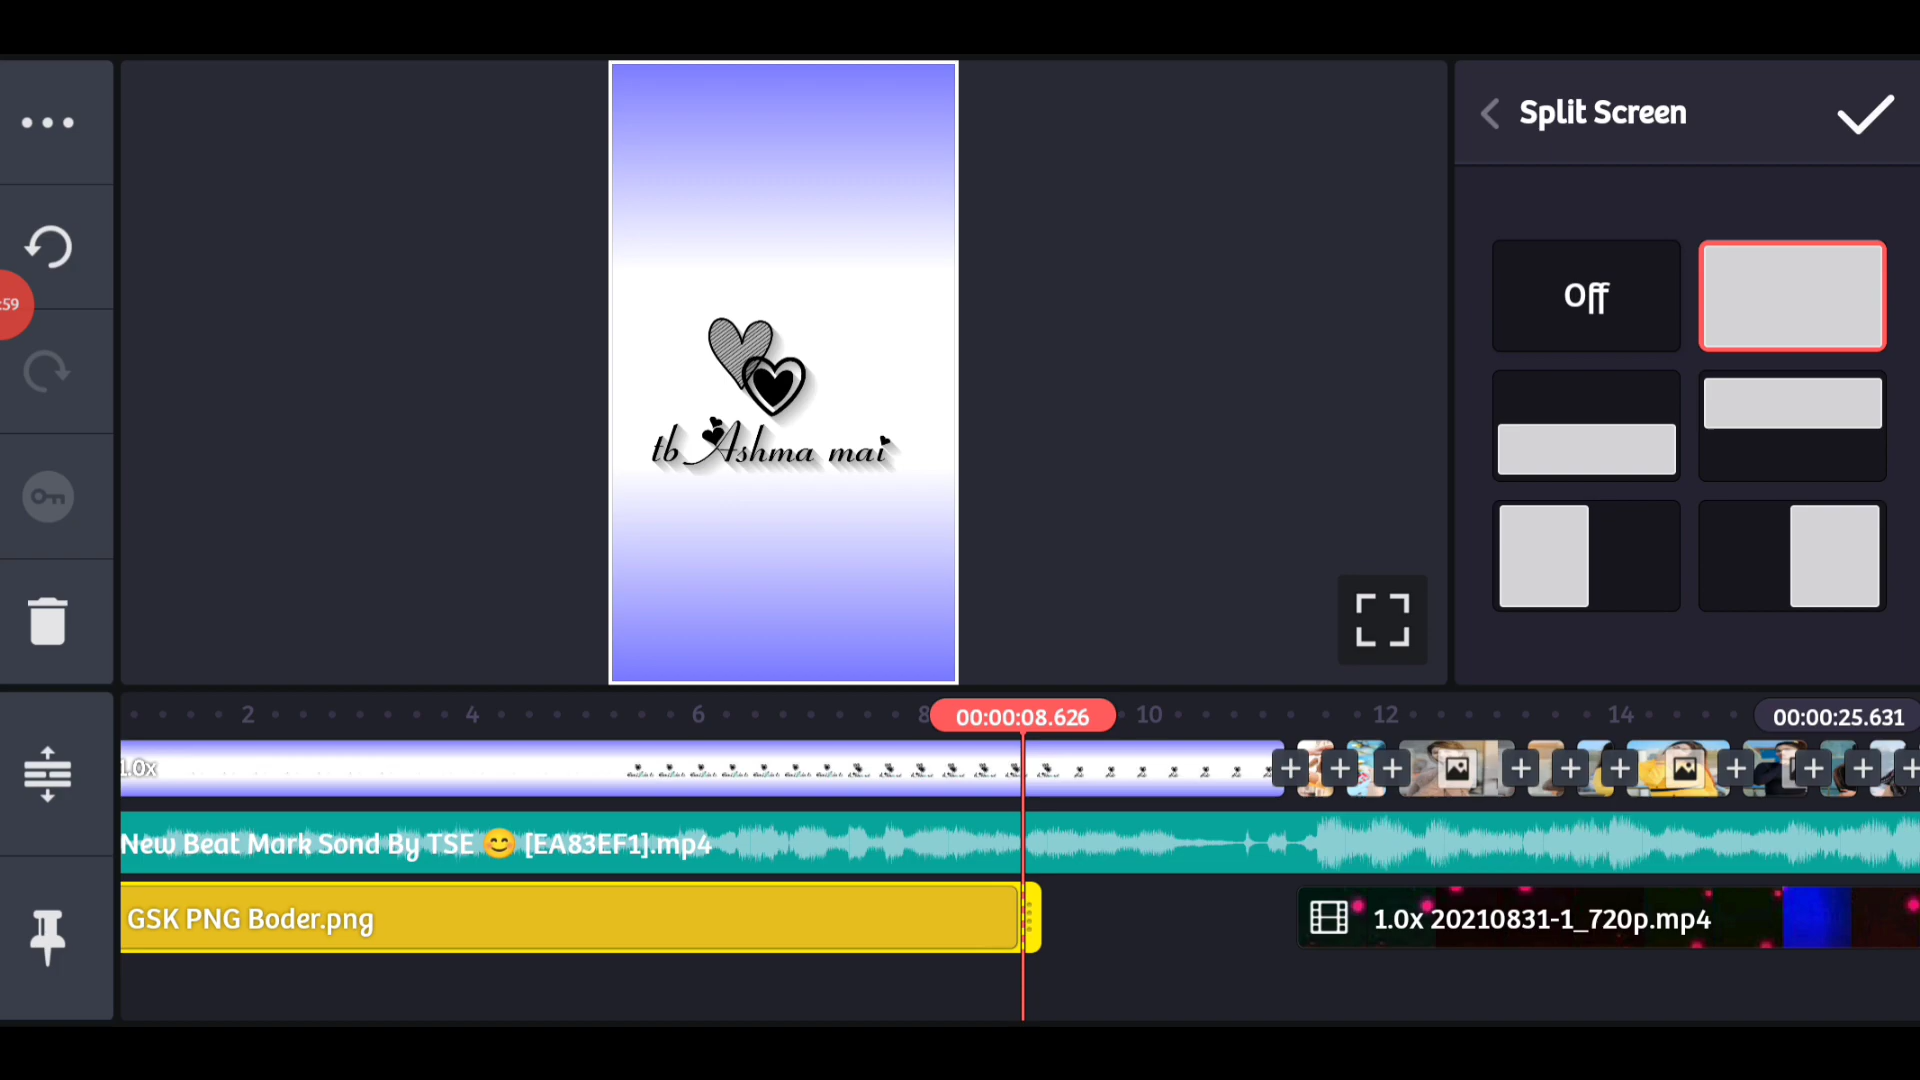 Split Screen
Off
:59
tb Ashma mai
2
4
6
8
00:00:08.626
10
12
14
00:00:25.631
1.0x
New Beat Mark Sond By TSE 😊 [EA83EF1].mp4
GSK PNG Boder.png
1.0x 20210831-1_720p.mp4